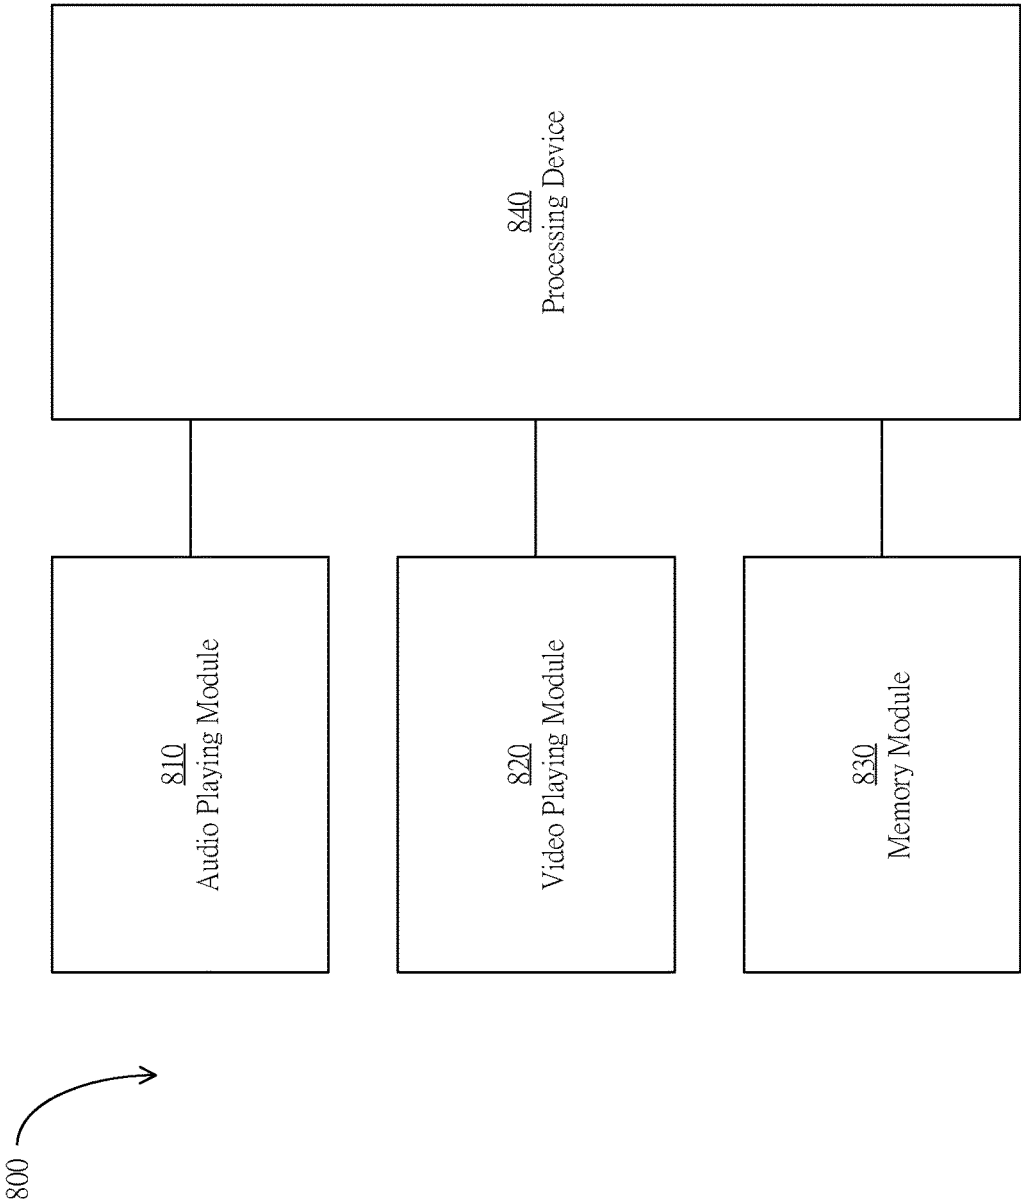 800
810
Audio Playing Module
820
Video Playing Module
830
Memory Module
840
Processing Device